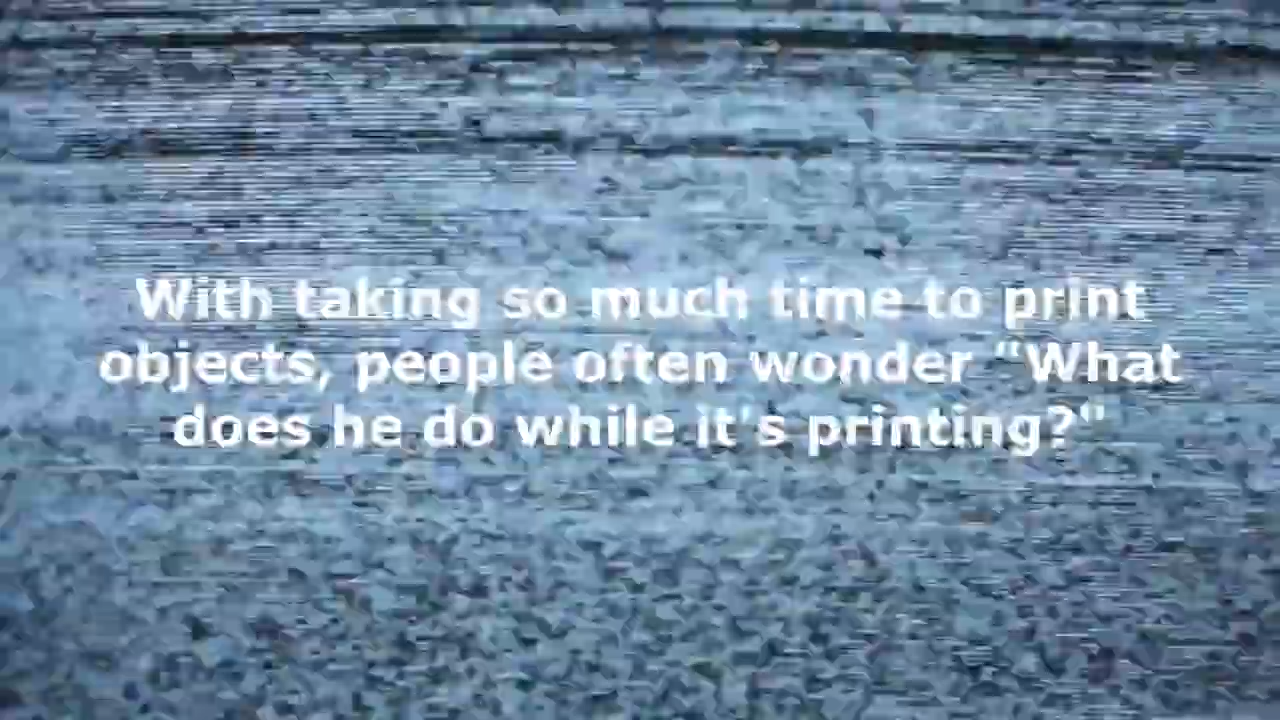 With taking so much time to print
objects, people often wonder "What
does he do while it's printing?"